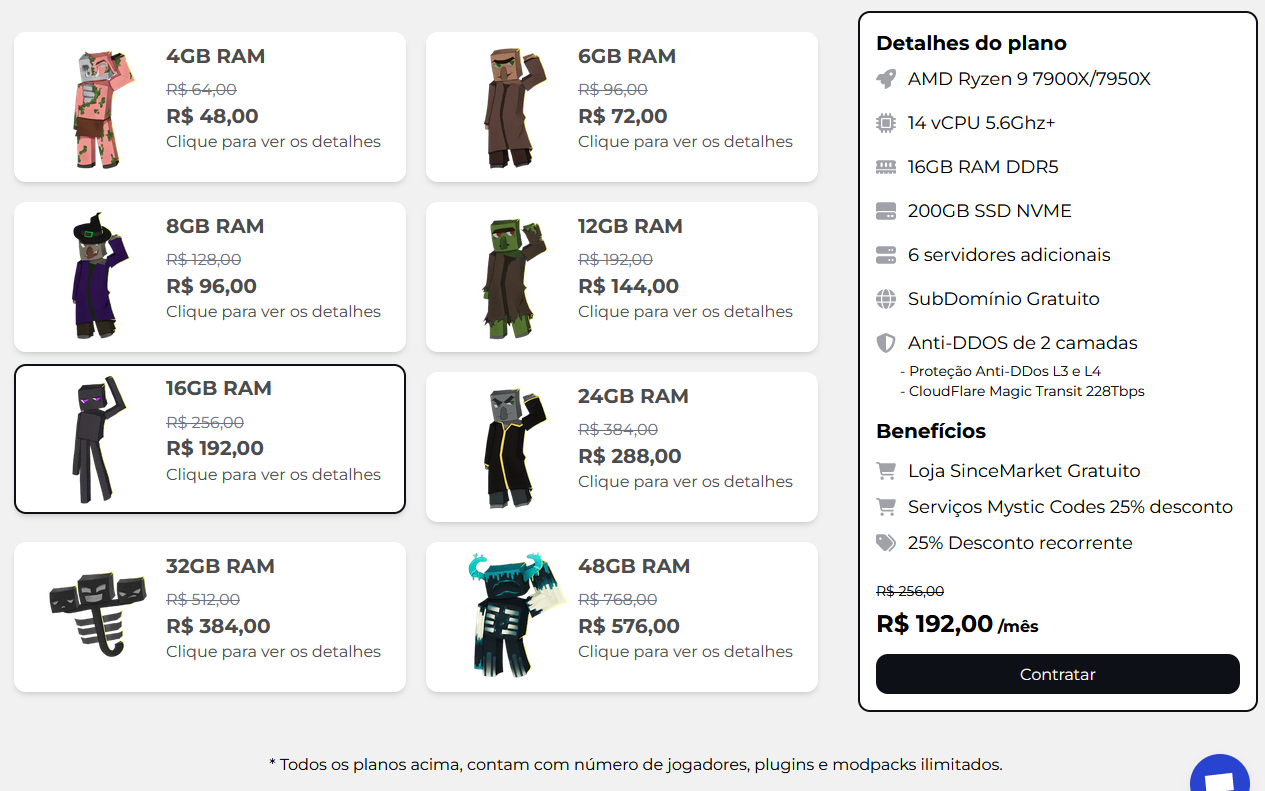 4GB RAM
R$ 64,00
R$ 48,00
Clique para ver os detalhes
6GB RAM
R$ 96,00
R$ 72,00
Clique para ver os detalhes
8GB RAM
R$ 128,00
R$ 96,00
Clique para ver os detalhes
12GB RAM
R$ 192,00
R$ 144,00
Clique para ver os detalhes
16GB RAM
R$ 256,00
R$ 192,00
Clique para ver os detalhes
24GB RAM
R$ 384,00
R$ 288,00
Clique para ver os detalhes
32GB RAM
R$ 512,00
R$ 384,00
Clique para ver os detalhes
48GB RAM
R$ 768,00
R$ 576,00
Clique para ver os detalhes
Detalhes do plano
AMD Ryzen 9 7900X/7950X
14 vCPU 5.6Ghz+
16GB RAM DDR5
200GB SSD NVME
6 servidores adicionais
SubDomínio Gratuito
Anti-DDOS de 2 camadas
- Proteção Anti-DDos L3 e L4
- CloudFlare Magic Transit 228Tbps
Benefícios
Loja SinceMarket Gratuito
Serviços Mystic Codes 25% desconto
25% Desconto recorrente
R$ 256,00
R$ 192,00 /mês
Contratar
* Todos os planos acima, contam com número de jogadores, plugins e modpacks ilimitados.